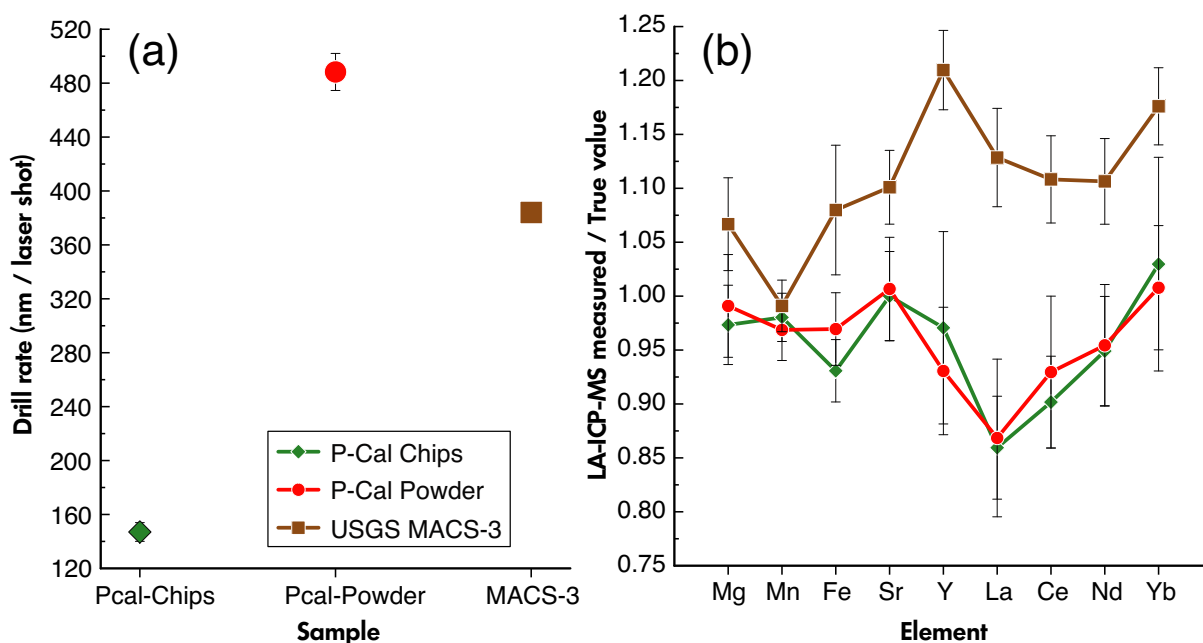 (a)
520
480
440
400
360
320
280
240
200
160
120
Drill rate (nm / laser shot)
P-Cal Chips
P-Cal Powder
USGS MACS-3
Pcal-Chips Pcal-Powder MACS-3
Sample
(b)
1.25
1.20
1.15
1.10
1.05
1.00
0.95
0.90
0.85
0.80
0.75
LA-ICP-MS measured / True value
Mg Mn Fe Sr Y La Ce Nd Yb
Element